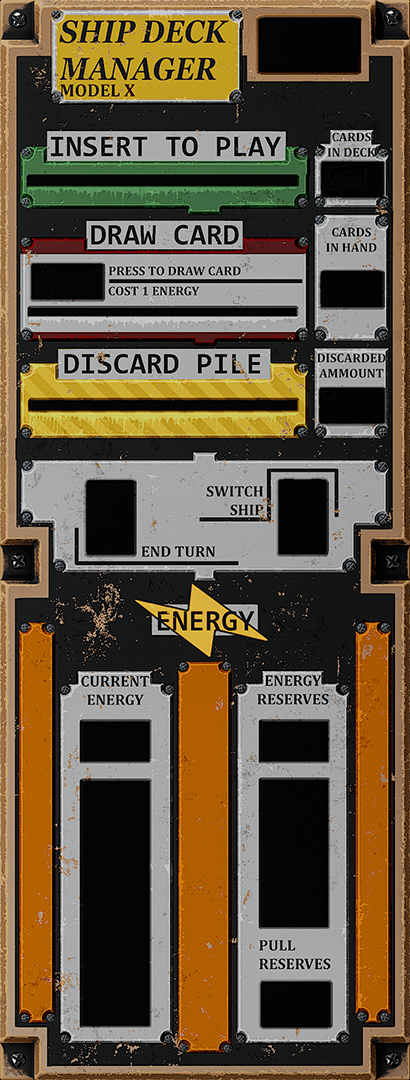 SHIP DECK
MANAGER
MODEL X
INSERT TO PLAY
CARDS
IN DECK
DRAW CARD
CARDS
IN HAND
PRESS TO DRAW CARD
COST 1 ENERGY
DISCARD PILE
DISCARDED
AMMOUNT
SWITCH
SHIP
END TURN
ENERGY
CURRENT
ENERGY
ENERGY
RESERVES
PULL
RESERVES